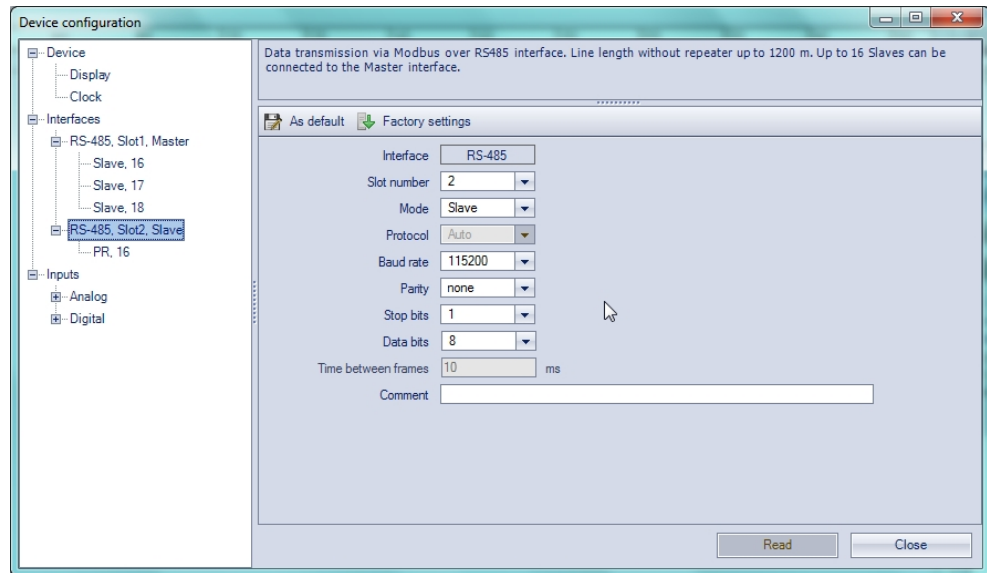 Device configuration
Device
Display
Clock
Interfaces
RS-485, Slot1, Master
Slave, 16
Slave, 17
Slave, 18
RS-485, Slot2, Slave
PR, 16
Inputs
Analog
Digital
Data transmission via Modbus over RS485 interface. Line length without repeater up to 1200 m. Up to 16 Slaves can be
connected to the Master interface.
As default Factory settings
Interface RS-485
Slot number 2
Mode Slave
Protocol Auto
Baud rate 115200
Parity none
Stop bits 1
Data bits 8
Time between frames 10 ms
Comment
Read Close